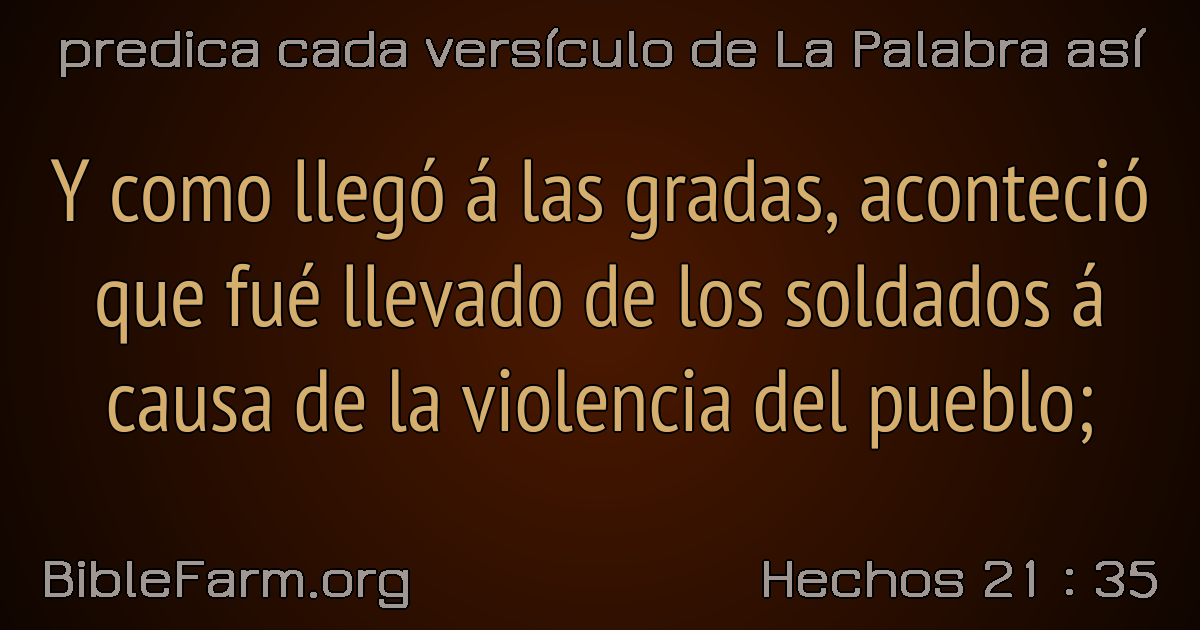 predica cada versículo de La Palabra así
Y como llegó á las gradas, aconteció
que fué llevado de los soldados á
causa de la violencia del pueblo;
BibleFarm.org
Hechos 21 : 35